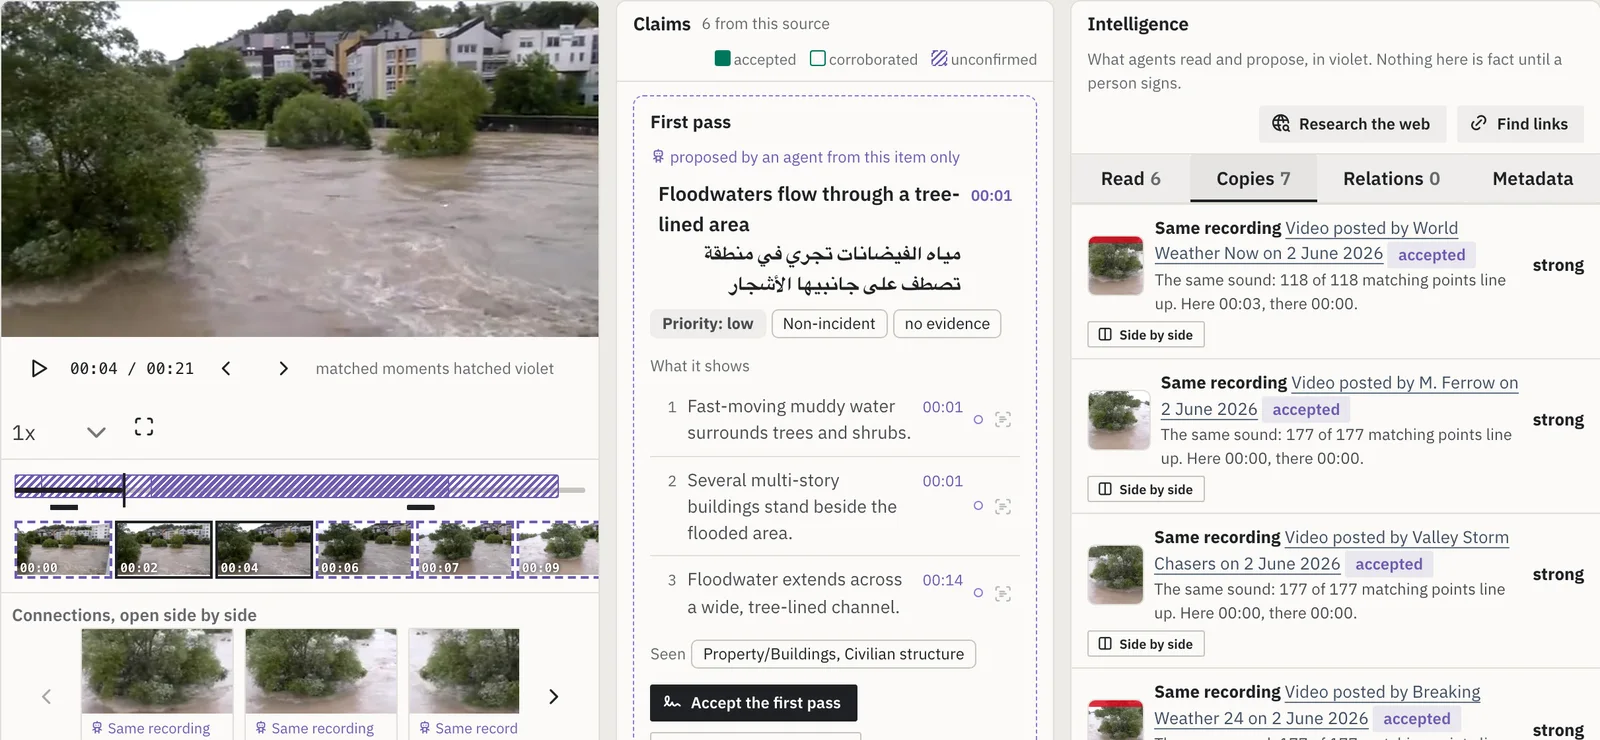 00:04 / 00:21
matched moments hatched violet
1x
00:00
00:02
00:04
00:06
00:07
00:09
Connections, open side by side
Same recording
Same recording
Same record
Claims 6 from this source
accepted
corroborated
unconfirmed
First pass
proposed by an agent from this item only
Floodwaters flow through a tree- 00:01
lined area
مياه الفيضانات تجري في منطقة
تصطف على جانبيها الأشجار
Priority: low
Non-incident
no evidence
What it shows
1 Fast-moving muddy water 00:01
surrounds trees and shrubs.
2 Several multi-story 00:01
buildings stand beside the
flooded area.
3 Floodwater extends across 00:14
a wide, tree-lined channel.
Seen Property/Buildings, Civilian structure
Accept the first pass
Intelligence
What agents read and propose, in violet. Nothing here is fact until a
person signs.
Research the web
Find links
Read 6
Copies 7
Relations 0
Metadata
Same recording Video posted by World
Weather Now on 2 June 2026 accepted
strong
The same sound: 118 of 118 matching points line
up. Here 00:03, there 00:00.
Side by side
Same recording Video posted by M. Ferrow on
2 June 2026 accepted
strong
The same sound: 177 of 177 matching points line
up. Here 00:00, there 00:00.
Side by side
Same recording Video posted by Valley Storm
Chasers on 2 June 2026 accepted
strong
The same sound: 177 of 177 matching points line
up. Here 00:00, there 00:00.
Side by side
Same recording Video posted by Breaking
Weather 24 on 2 June 2026 accepted
strong